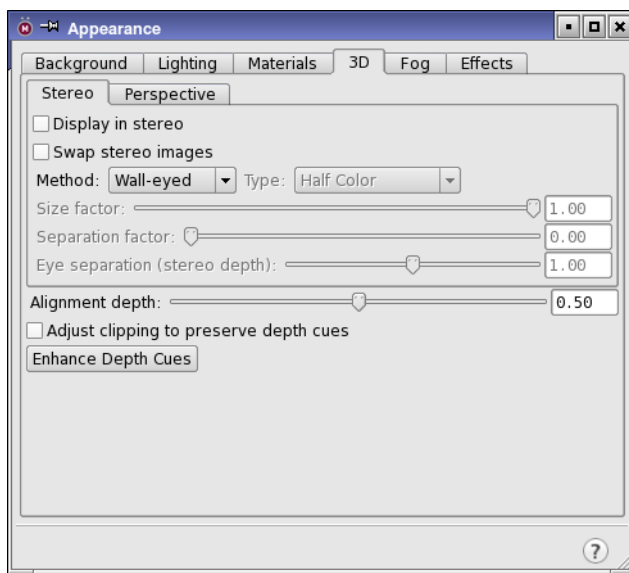 Appearance
Background Lighting Materials 3D Fog Effects
Stereo Perspective
Display in stereo
Swap stereo images
Method: Wall-eyed Type: Half Color
Size factor: 1.00
Separation factor: 0.00
Eye separation (stereo depth): 1.00
Alignment depth: 0.50
Adjust clipping to preserve depth cues
Enhance Depth Cues
?